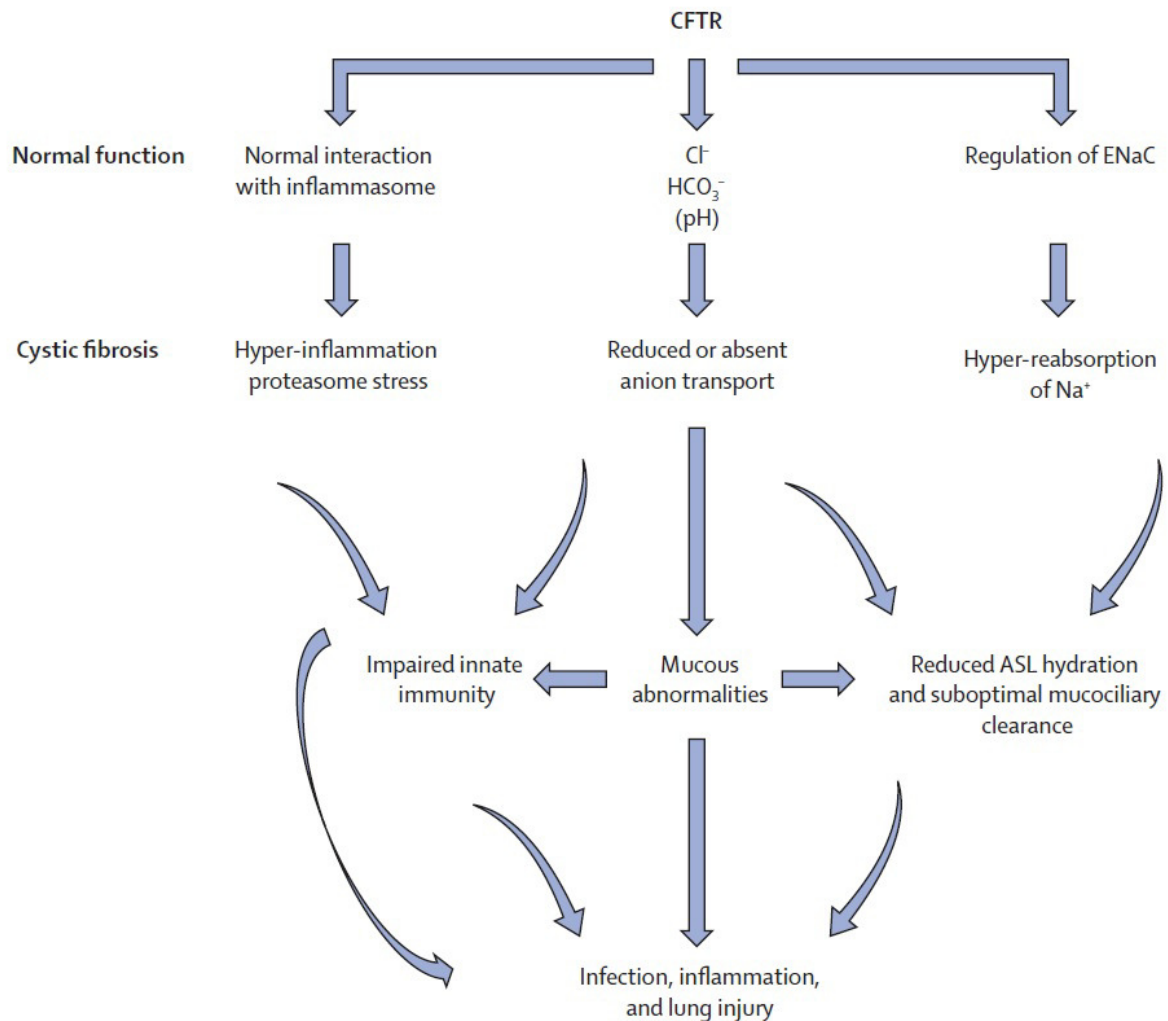 CFTR
Normal function
Normal interaction
with inflammasome
Cl⁻
HCO₃⁻
(pH)
Regulation of ENaC
Cystic fibrosis
Hyper-inflammation
proteasome stress
Reduced or absent
anion transport
Hyper-reabsorption
of Na⁺
Impaired innate
immunity
Mucous
abnormalities
Reduced ASL hydration
and suboptimal mucociliary
clearance
Infection, inflammation,
and lung injury